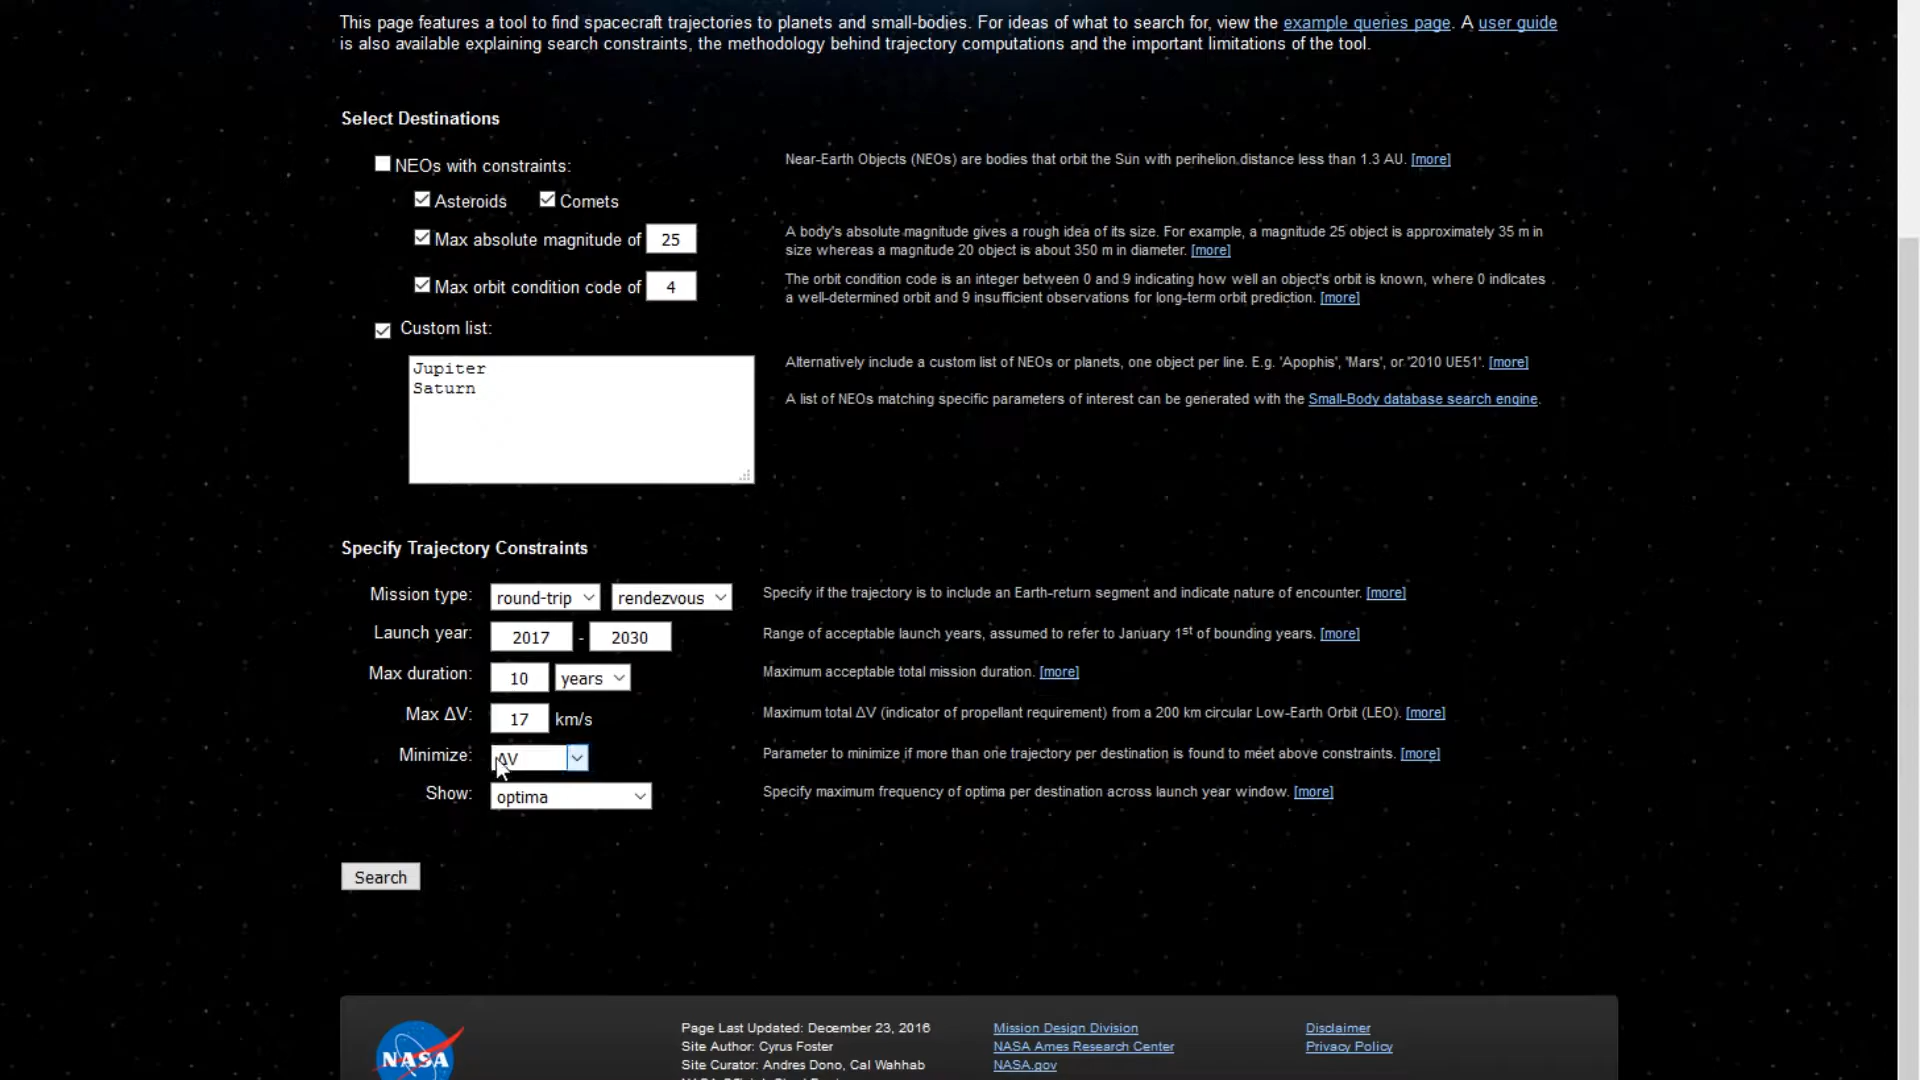 This page features a tool to find spacecraft trajectories to planets and small-bodies. For ideas of what to search for, view the example queries page. A user guide
is also available explaining search constraints, the methodology behind trajectory computations and the important limitations of the tool.
Select Destinations
NEOs with constraints:
Near-Earth Objects (NEOs) are bodies that orbit the Sun with perihelion distance less than 1.3 AU. [more]
Asteroids Comets
Max absolute magnitude of 25
A body's absolute magnitude gives a rough idea of its size. For example, a magnitude 25 object is approximately 35 m in
size whereas a magnitude 20 object is about 350 m in diameter. [more]
Max orbit condition code of 4
The orbit condition code is an integer between 0 and 9 indicating how well an object's orbit is known, where 0 indicates
a well-determined orbit and 9 insufficient observations for long-term orbit prediction. [more]
Custom list:
Jupiter
Saturn
Alternatively include a custom list of NEOs or planets, one object per line. E.g. 'Apophis', 'Mars', or '2010 UE51'. [more]
A list of NEOs matching specific parameters of interest can be generated with the Small-Body database search engine.
Specify Trajectory Constraints
Mission type: round-trip rendezvous Specify if the trajectory is to include an Earth-return segment and indicate nature of encounter. [more]
Launch year: 2017 - 2030 Range of acceptable launch years, assumed to refer to January 1st of bounding years. [more]
Max duration: 10 years Maximum acceptable total mission duration. [more]
Max ΔV: 17 km/s Maximum total ΔV (indicator of propellant requirement) from a 200 km circular Low-Earth Orbit (LEO). [more]
Minimize: ΔV Parameter to minimize if more than one trajectory per destination is found to meet above constraints. [more]
Show: optima Specify maximum frequency of optima per destination across launch year window. [more]
Search
NASA
Page Last Updated: December 23, 2016
Site Author: Cyrus Foster
Site Curator: Andres Dono, Cal Wahhab
Mission Design Division
NASA Ames Research Center
NASA.gov
Disclaimer
Privacy Policy